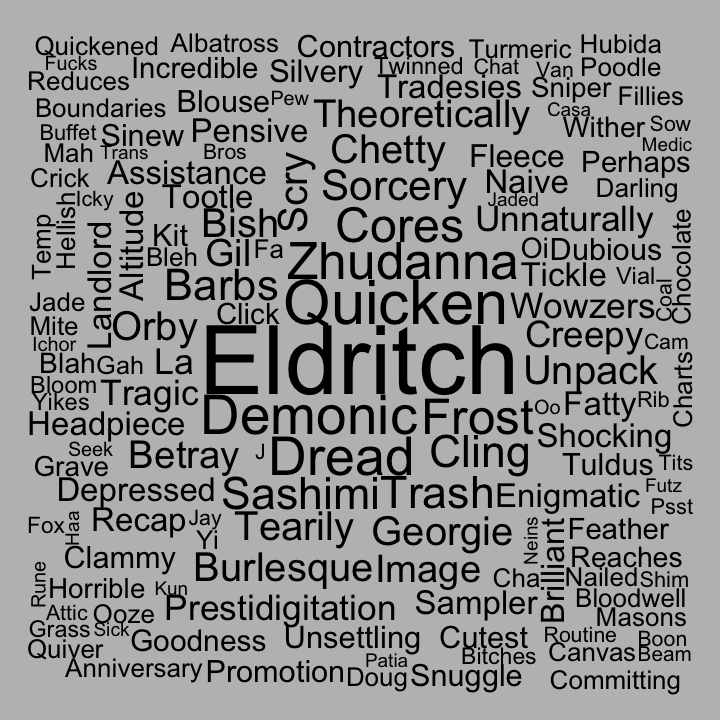 Quickened Albatross Contractors Turmeric Hubida
Fucks Incredible Silvery Twinned Chat Van Poodle
Reduces Blouse Pew Tradesies Sniper Fillies
Boundaries Theoretically Casa
Buffet Sinew Pensive Wither Sow
Mah Trans Bros Chetty Fleece Perhaps Medic
Crick Assistance Scry Sorcery Naive Darling
Icky Tootle Jaded
Temp Hellish Landlord Altitude Kit Bish Cores Unnaturally
Bleh Gil Fa Zhudanna Oi Dubious Chocolate
Barbs Tickle Vial Coal
Jade Click Quicken Wowzers
Mite Orby Creepy Cam
Ichor Eldritch
Blah Gah La Unpack Charts
Bloom Tragic
Yikes Demonic Frost Oo Fatty Rib
Headpiece Shocking
Seek Betray J Dread Cling
Grave Tuldus Tits
Depressed Sashimi Trash Enigmatic Futz
Psst
Fox Haa Recap Jay Tearily Georgie Neins Brilliant Feather
Yi
Clammy Burlesque Image Reaches
Rune Horrible Kun Cha Nailed Shim
Attic Ooze Prestidigitation Sampler Bloodwell
Masons
Grass Sick Goodness Unsettling Cutest Routine Boon
Quiver Patia Bitches Canvas Beam
Anniversary Promotion Doug Snuggle Committing